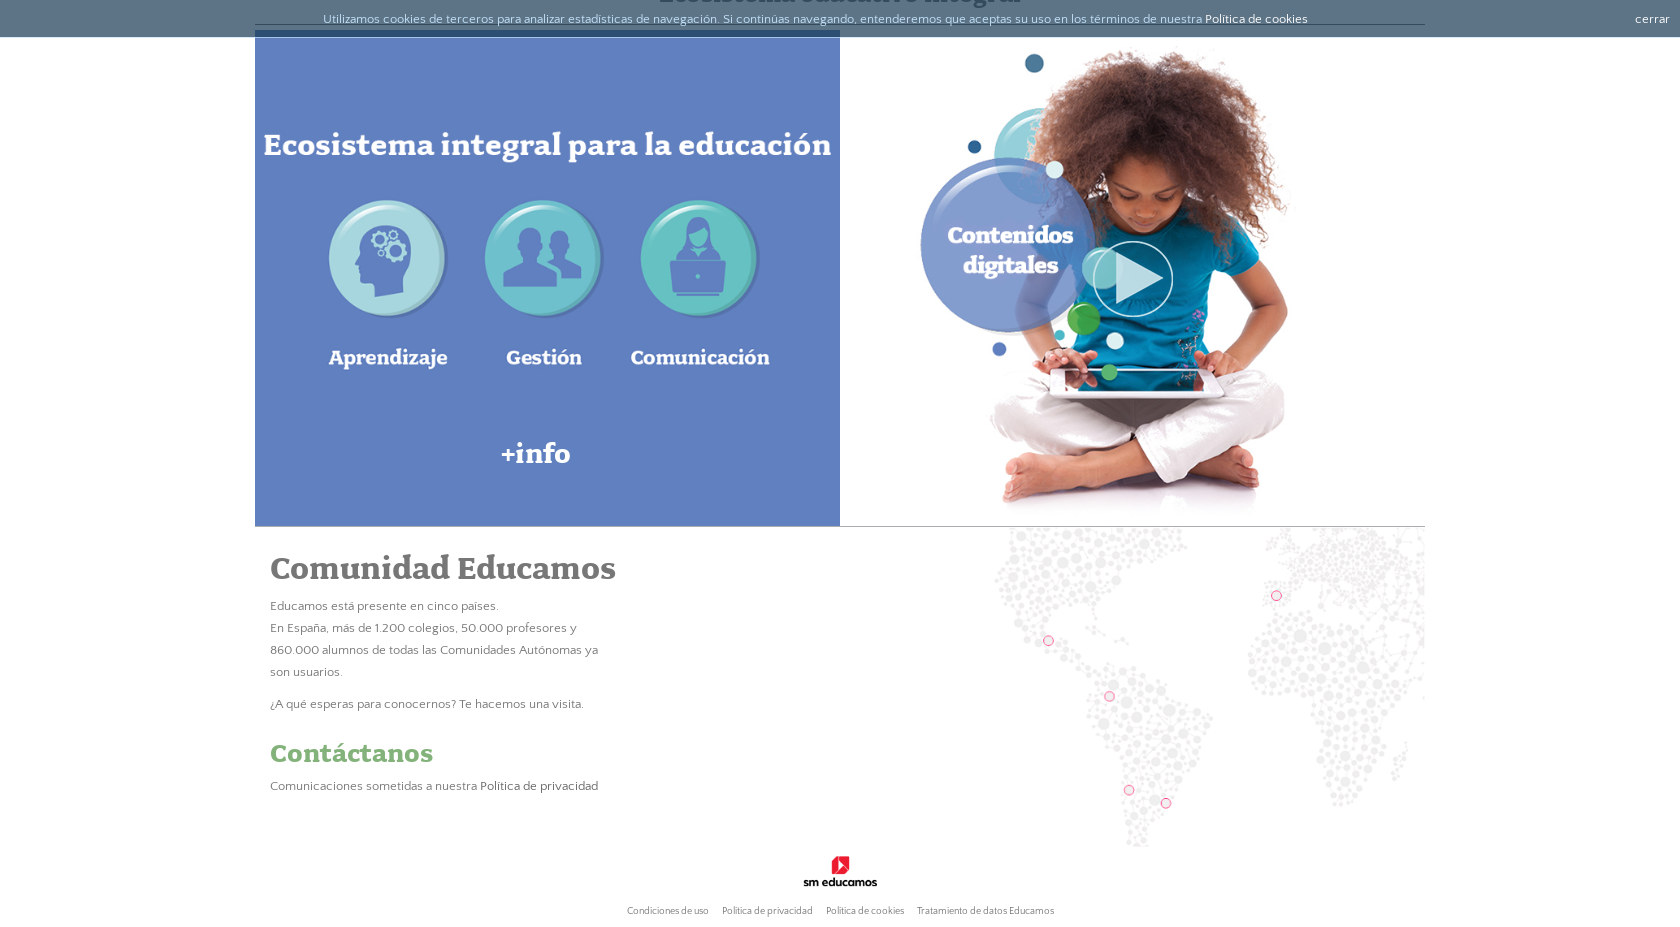 Ecosistema educativo integral
Utilizamos cookies de terceros para analizar estadísticas de navegación. Si continúas navegando, entenderemos que aceptas su uso en los términos de nuestra Política de cookies
cerrar
Ecosistema integral para la educación
Aprendizaje
Gestión
Comunicación
+info
Contenidos
digitales
Comunidad Educamos
Educamos está presente en cinco países.
En España, más de 1.200 colegios, 50.000 profesores y
860.000 alumnos de todas las Comunidades Autónomas ya
son usuarios.
¿A qué esperas para conocernos? Te hacemos una visita.
Contáctanos
Comunicaciones sometidas a nuestra Política de privacidad
sm educamos
Condiciones de uso Política de privacidad Política de cookies Tratamiento de datos Educamos